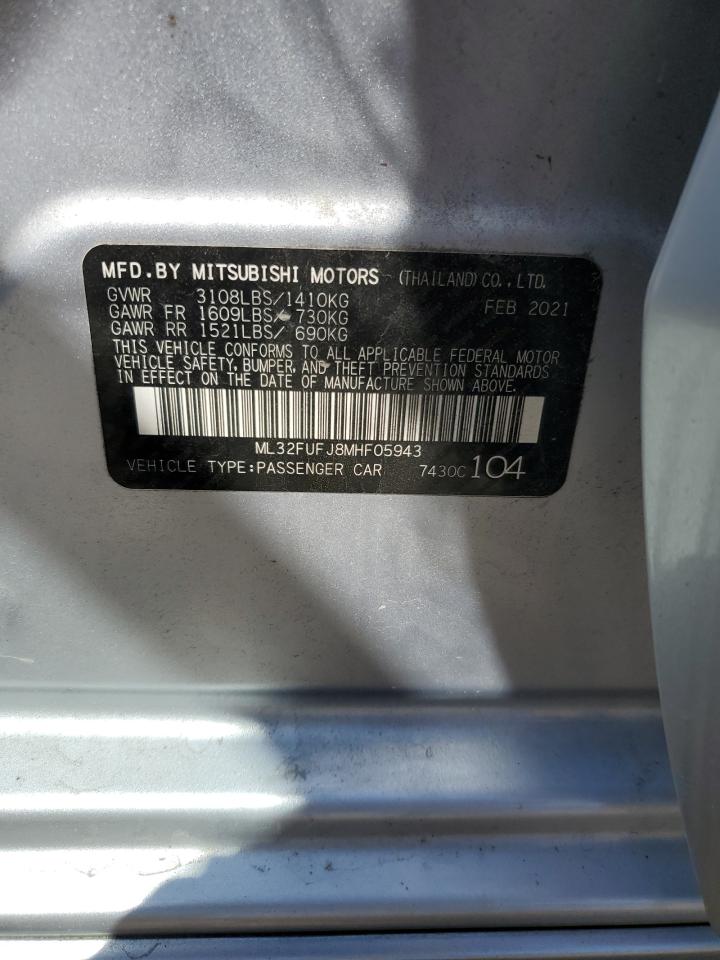 MFD.BY MITSUBISHI MOTORS (THAILAND) CO., LTD.
GVWR 3108LBS/1410KG FEB 2021
GAWR FR 1609LBS/ 730KG
GAWR RR 1521LBS/ 690KG
THIS VEHICLE CONFORMS TO ALL APPLICABLE FEDERAL MOTOR
VEHICLE SAFETY, BUMPER, AND THEFT PREVENTION STANDARDS
IN EFFECT ON THE DATE OF MANUFACTURE SHOWN ABOVE.
ML32FUFJ8MHF05943
VEHICLE TYPE:PASSENGER CAR 7430C 104